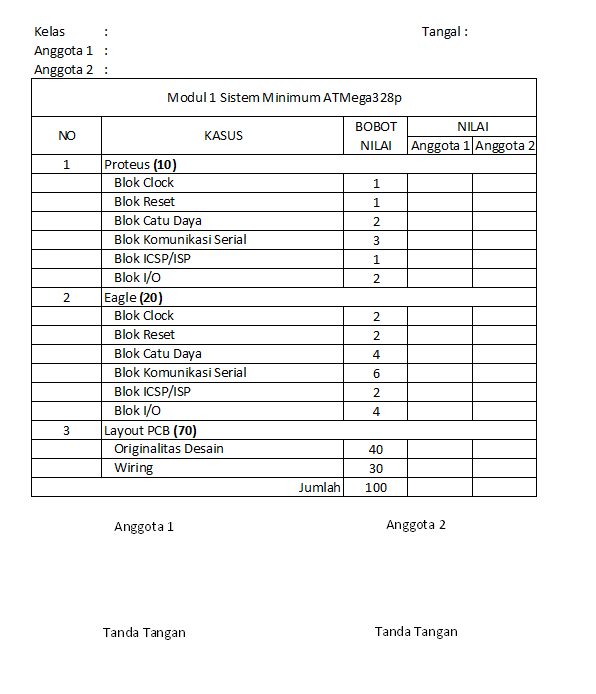 Kelas : Tangal :
Anggota 1 :
Anggota 2 :
Modul 1 Sistem Minimum ATMega328p
NO KASUS BOBOT NILAI NILAI
Anggota 1 Anggota 2
1 Proteus (10)
Blok Clock 1
Blok Reset 1
Blok Catu Daya 2
Blok Komunikasi Serial 3
Blok ICSP/ISP 1
Blok I/O 2
2 Eagle (20)
Blok Clock 2
Blok Reset 2
Blok Catu Daya 4
Blok Komunikasi Serial 6
Blok ICSP/ISP 2
Blok I/O 4
3 Layout PCB (70)
Originalitas Desain 40
Wiring 30
Jumlah 100
Anggota 1 Anggota 2
Tanda Tangan Tanda Tangan